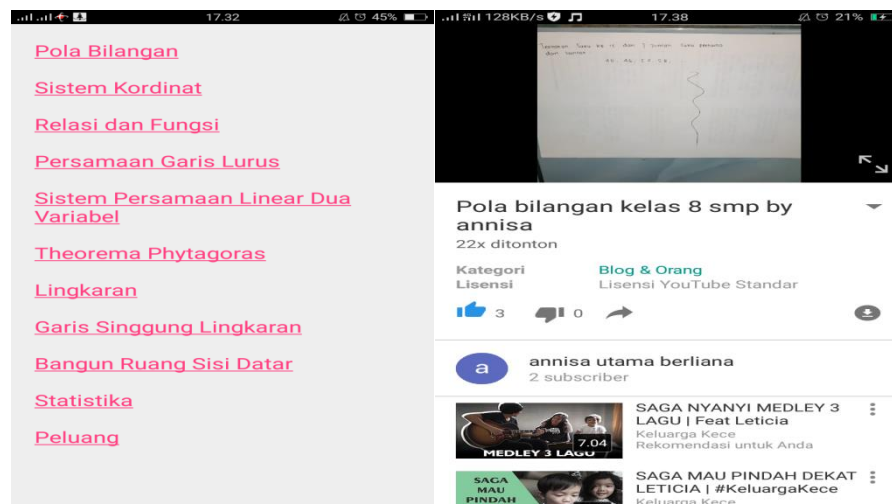 17.32
45%
Pola Bilangan
Sistem Kordinat
Relasi dan Fungsi
Persamaan Garis Lurus
Sistem Persamaan Linear Dua
Variabel
Theorema Phytagoras
Lingkaran
Garis Singgung Lingkaran
Bangun Ruang Sisi Datar
Statistika
Peluang
128KB/s
17.38
21%
Pola bilangan kelas 8 smp by
annisa
22x ditonton
Kategori Blog & Orang
Lisensi Lisensi YouTube Standar
3
0
a
annisa utama berliana
2 subscriber
7.04
MEDLEY 3 LAGU
SAGA NYANYI MEDLEY 3
LAGU | Feat Leticia
Keluarga Kece
Rekomendasi untuk Anda
SAGA
MAU
PINDAH
SAGA MAU PINDAH DEKAT
LETICIA | #KeluargaKece
Keluarga Kece